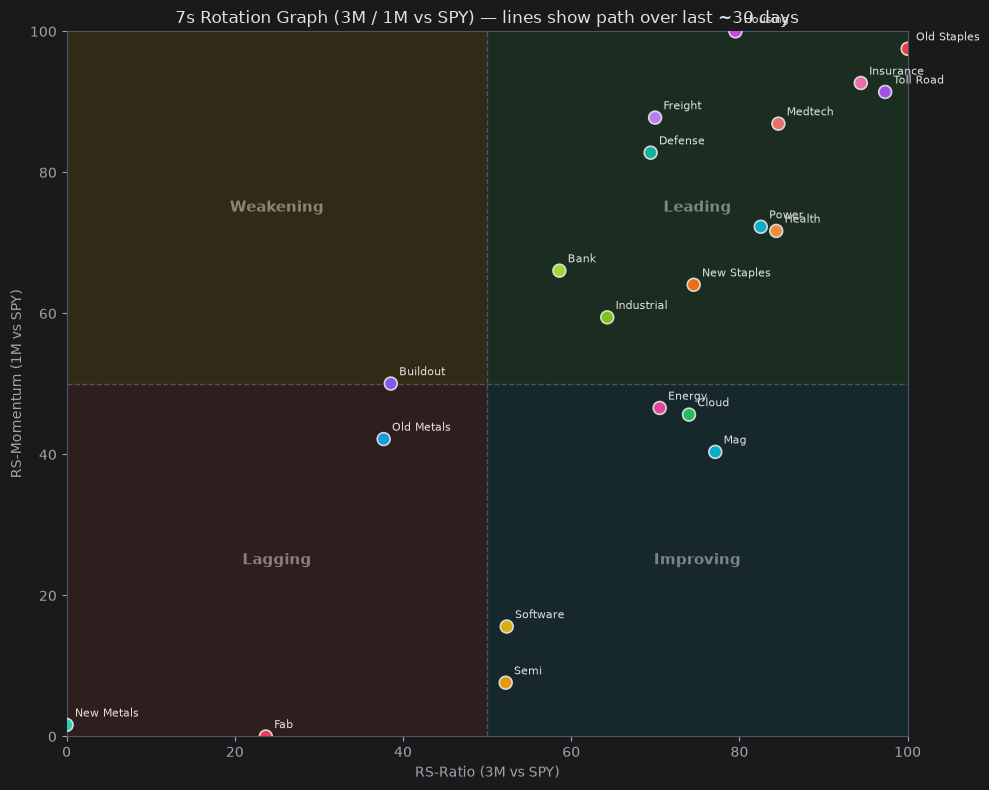 7s Rotation Graph (3M / 1M vs SPY) — lines show path over last ~30 days
Housing
Old Staples
Insurance
Toll Road
Freight
Medtech
Defense
Weakening
Leading
Power
Health
Bank
New Staples
Industrial
Buildout
Energy
Cloud
Old Metals
Mag
Lagging
Improving
Software
Semi
New Metals
Fab
RS-Momentum (1M vs SPY)
100
80
60
40
20
0
0 20 40 60 80 100
RS-Ratio (3M vs SPY)